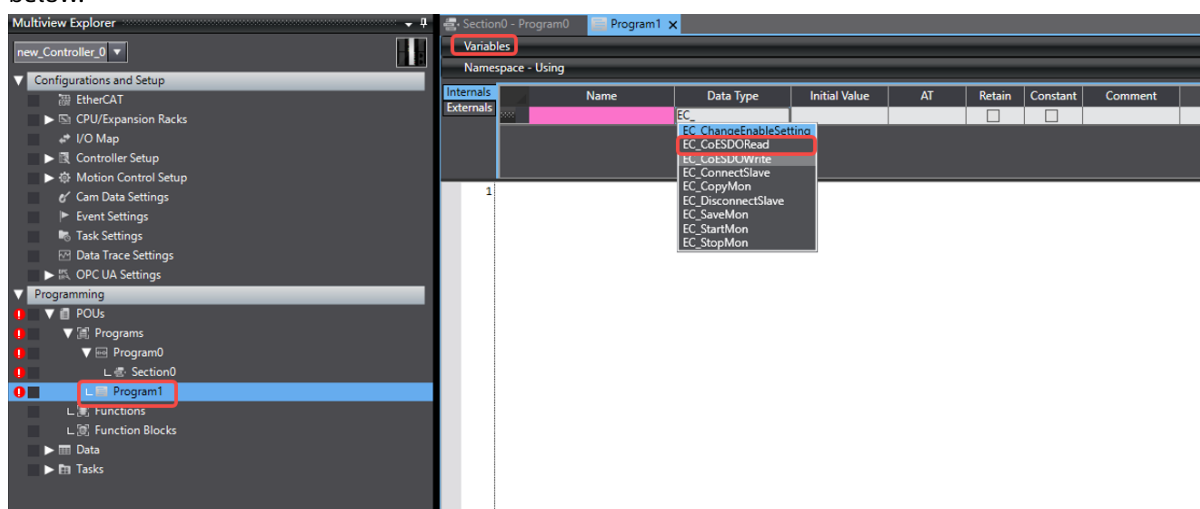 below.
Multiview Explorer
new_Controller_0
Configurations and Setup
EtherCAT
CPU/Expansion Racks
I/O Map
Controller Setup
Motion Control Setup
Cam Data Settings
Event Settings
Task Settings
Data Trace Settings
OPC UA Settings
Programming
POUs
Programs
Program0
Section0
Program1
Functions
Function Blocks
Data
Tasks
Section0 - Program0 Program1
Variables
Namespace - Using
Internals
Externals
Name Data Type Initial Value AT Retain Constant Comment
EC_
EC_ChangeEnableSetting
EC_CoESDORead
EC_CoESDOWrite
EC_ConnectSlave
EC_CopyMon
EC_DisconnectSlave
EC_SaveMon
EC_StartMon
EC_StopMon
1